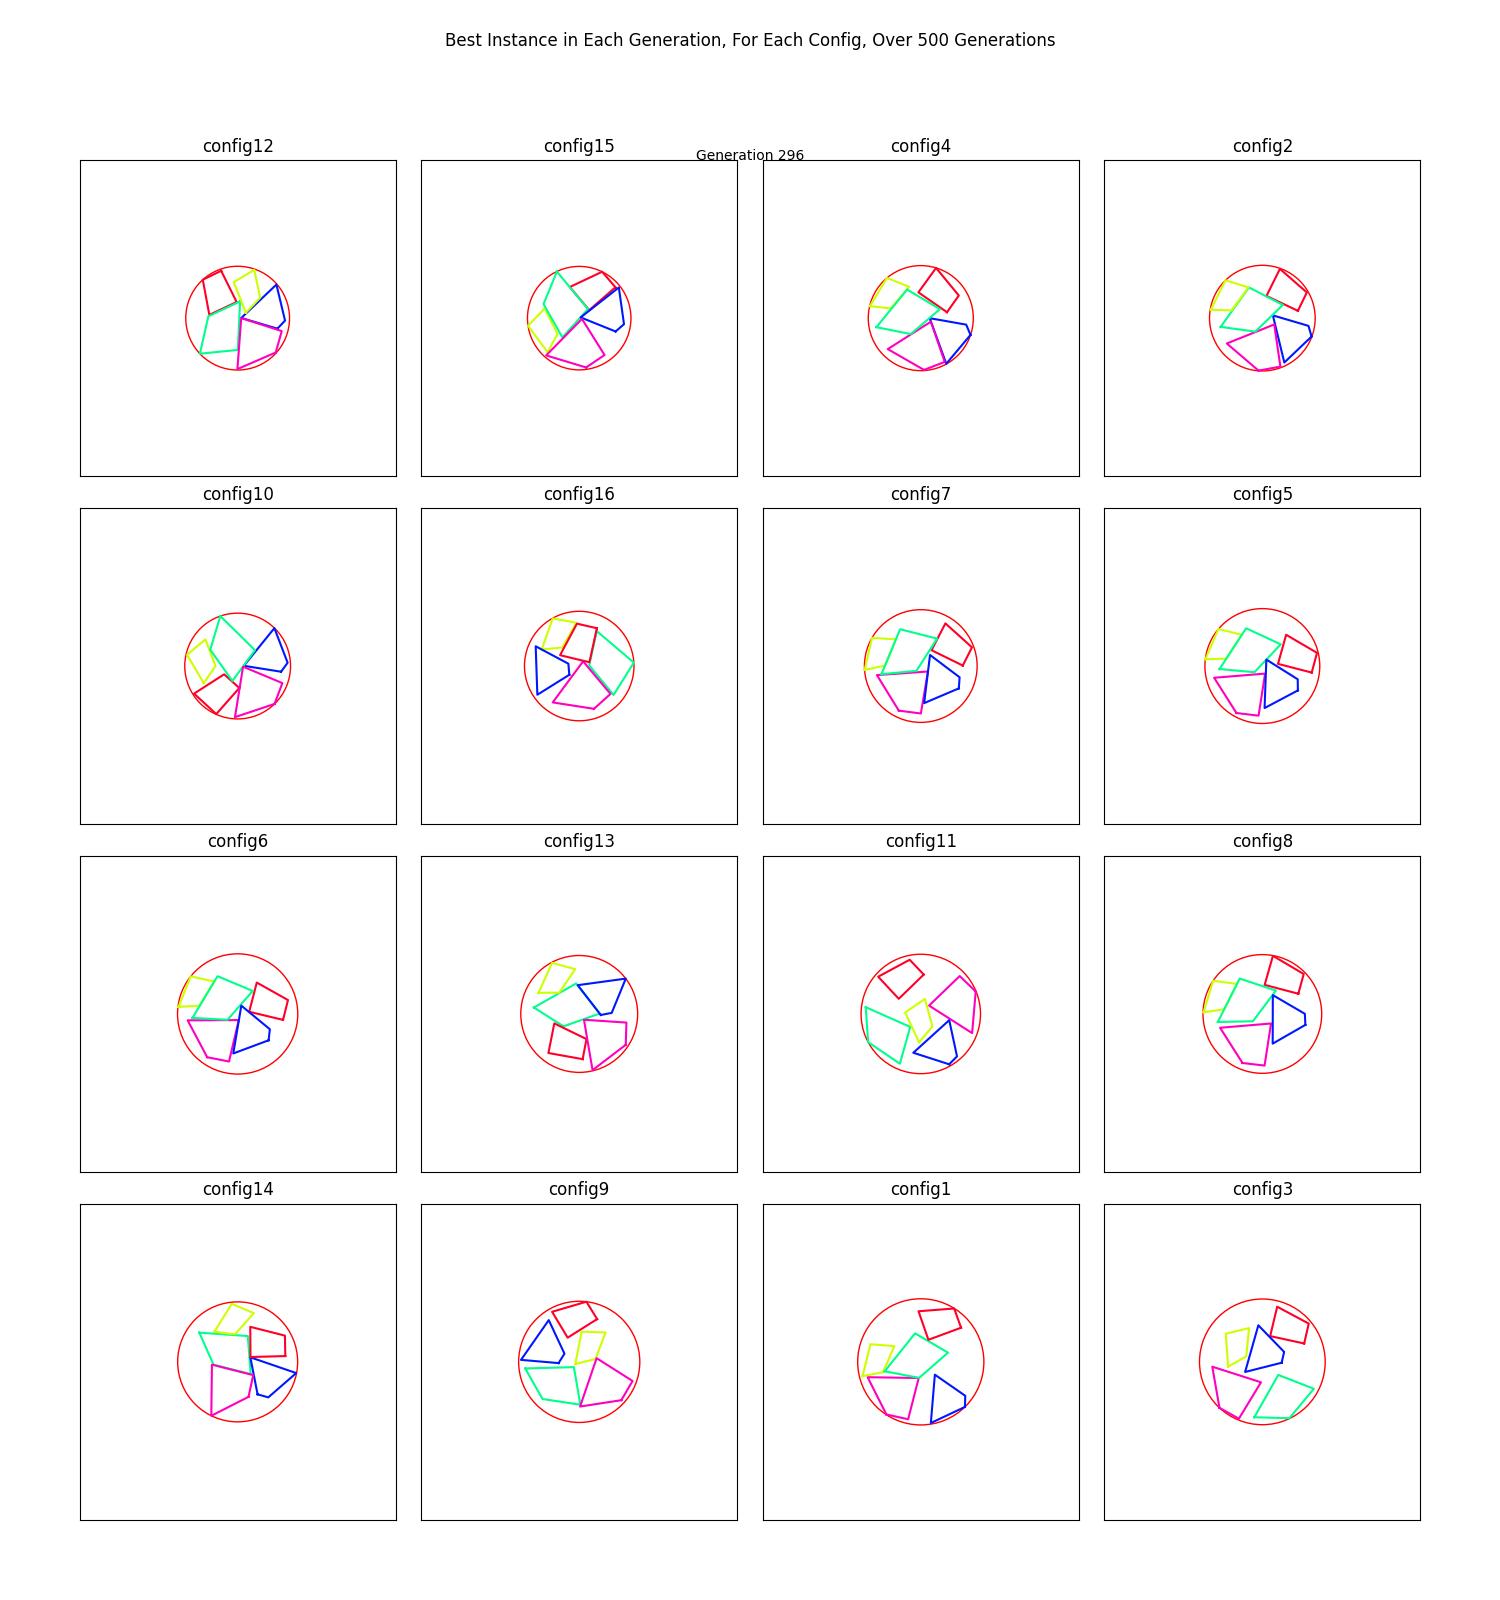 Best Instance in Each Generation, For Each Config, Over 500 Generations
Generation 296
config12
config15
config4
config2
config10
config16
config7
config5
config6
config13
config11
config8
config14
config9
config1
config3